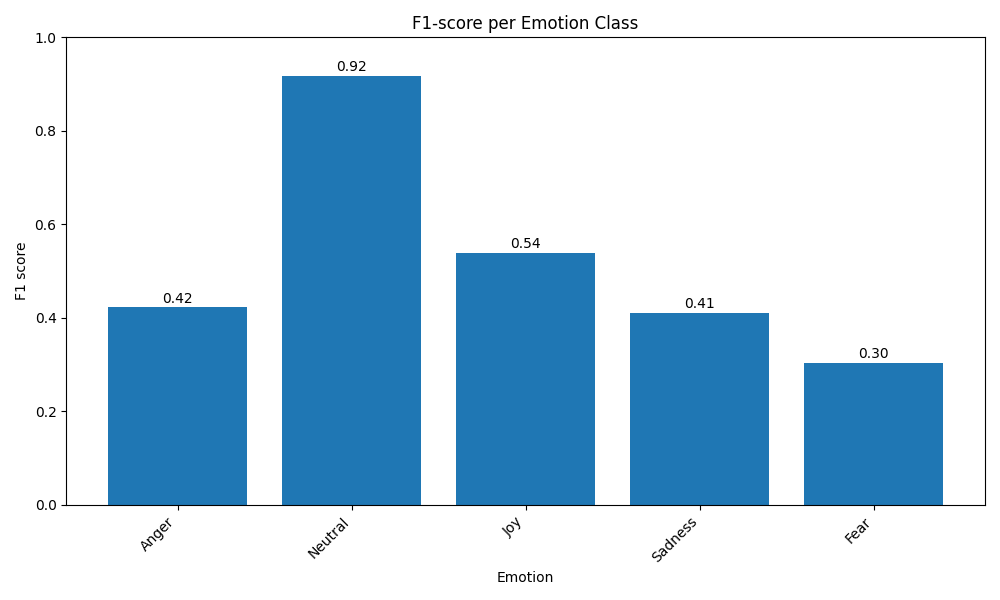 F1-score per Emotion Class
1.0
0.8
0.6
0.4
0.2
0.0
F1 score
0.42
0.92
0.54
0.41
0.30
Anger
Neutral
Joy
Sadness
Fear
Emotion